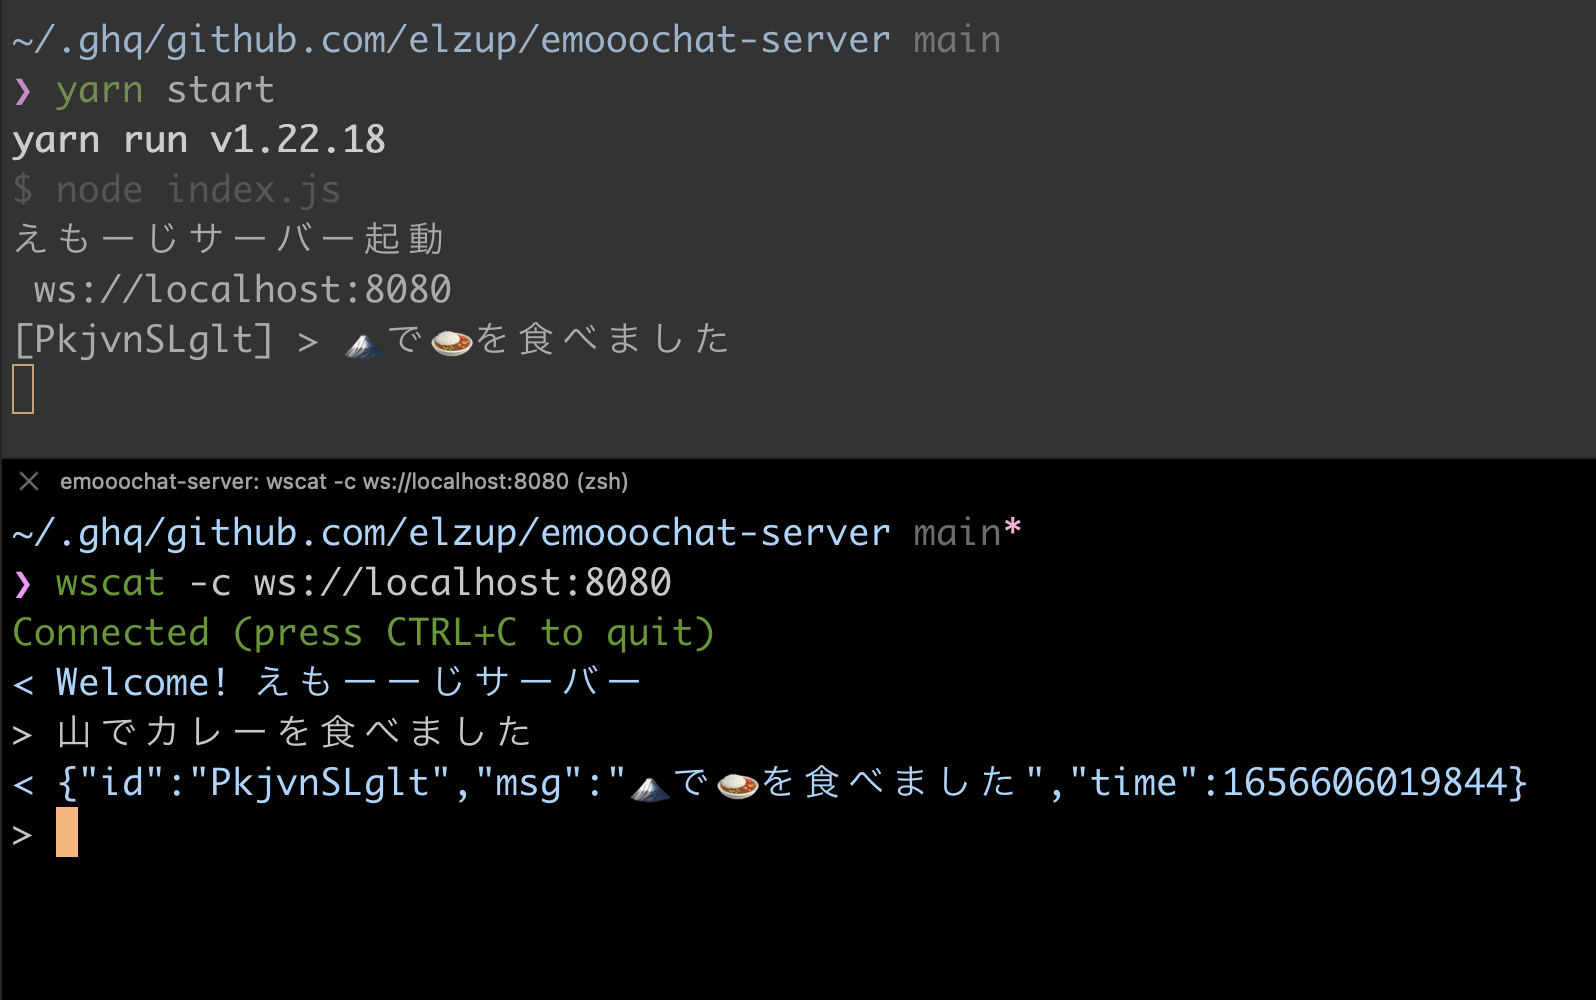 ~/.ghq/github.com/elzup/emooochat-server main
❯ yarn start
yarn run v1.22.18
$ node index.js
えもーじサーバー起動
ws://localhost:8080
[PkjvnSLglt] > 🗻で🍛を食べました
emooochat-server: wscat -c ws://localhost:8080 (zsh)
~/.ghq/github.com/elzup/emooochat-server main*
❯ wscat -c ws://localhost:8080
Connected (press CTRL+C to quit)
< Welcome! えもーーじサーバー
> 山でカレーを食べました
< {"id":"PkjvnSLglt","msg":"🗻で🍛を食べました","time":1656606019844}
>